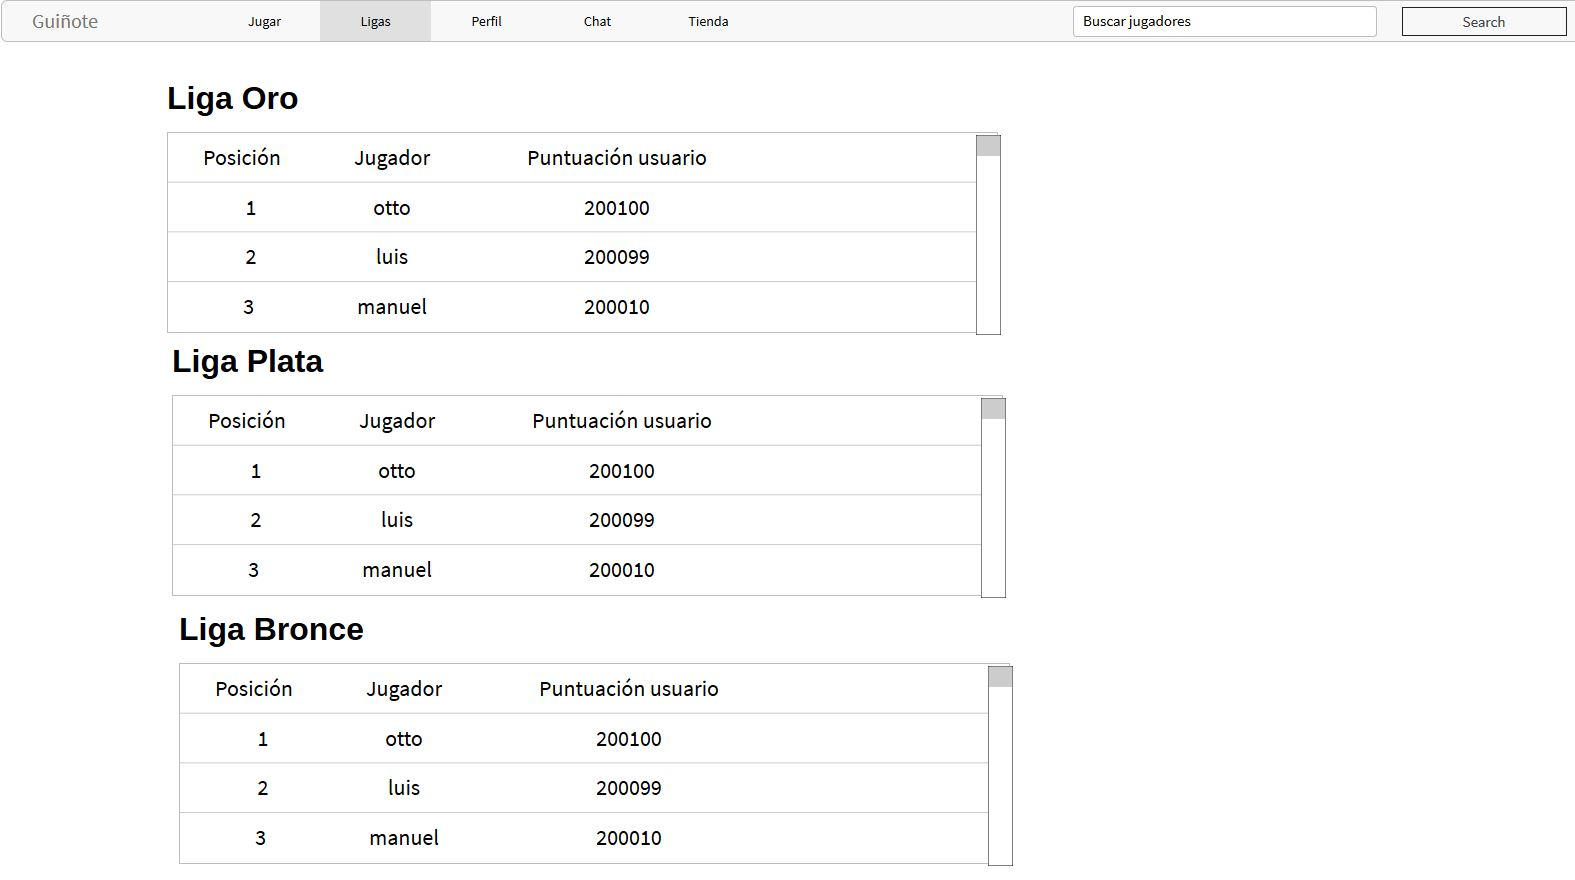 Guiñote Jugar Ligas Perfil Chat Tienda Buscar jugadores Search
Liga Oro
Posición Jugador Puntuación usuario
1 otto 200100
2 luis 200099
3 manuel 200010
Liga Plata
Posición Jugador Puntuación usuario
1 otto 200100
2 luis 200099
3 manuel 200010
Liga Bronce
Posición Jugador Puntuación usuario
1 otto 200100
2 luis 200099
3 manuel 200010